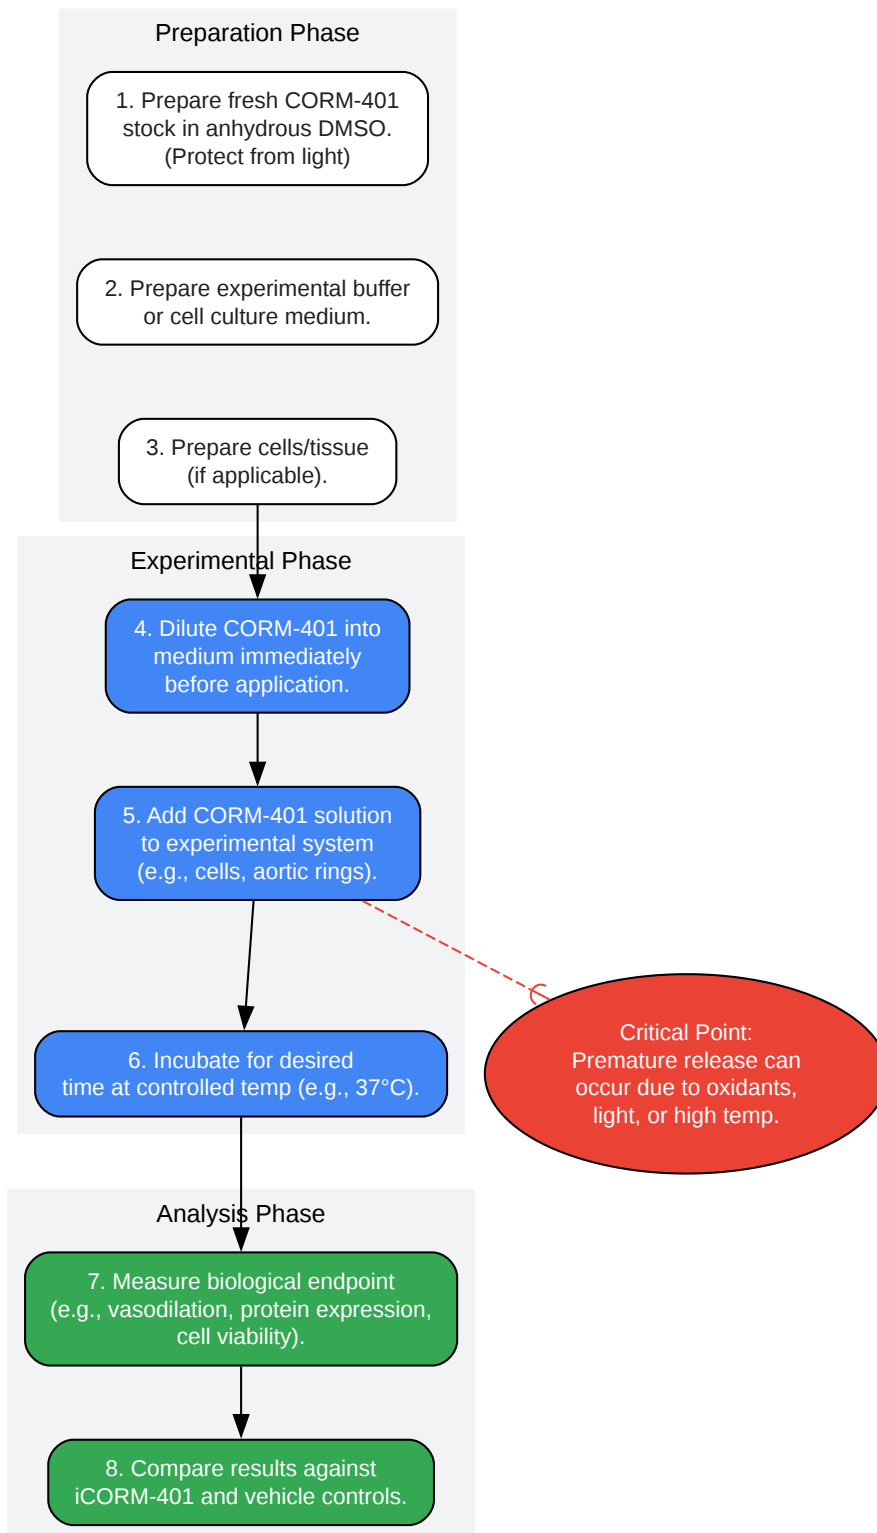 Preparation Phase
1. Prepare fresh CORM-401
stock in anhydrous DMSO.
(Protect from light)
2. Prepare experimental buffer
or cell culture medium.
3. Prepare cells/tissue
(if applicable).
Experimental Phase
4. Dilute CORM-401 into
medium immediately
before application.
5. Add CORM-401 solution
to experimental system
(e.g., cells, aortic rings).
Critical Point:
Premature release can
occur due to oxidants,
light, or high temp.
6. Incubate for desired
time at controlled temp (e.g., 37°C).
Analysis Phase
7. Measure biological endpoint
(e.g., vasodilation, protein expression,
cell viability).
8. Compare results against
iCORM-401 and vehicle controls.